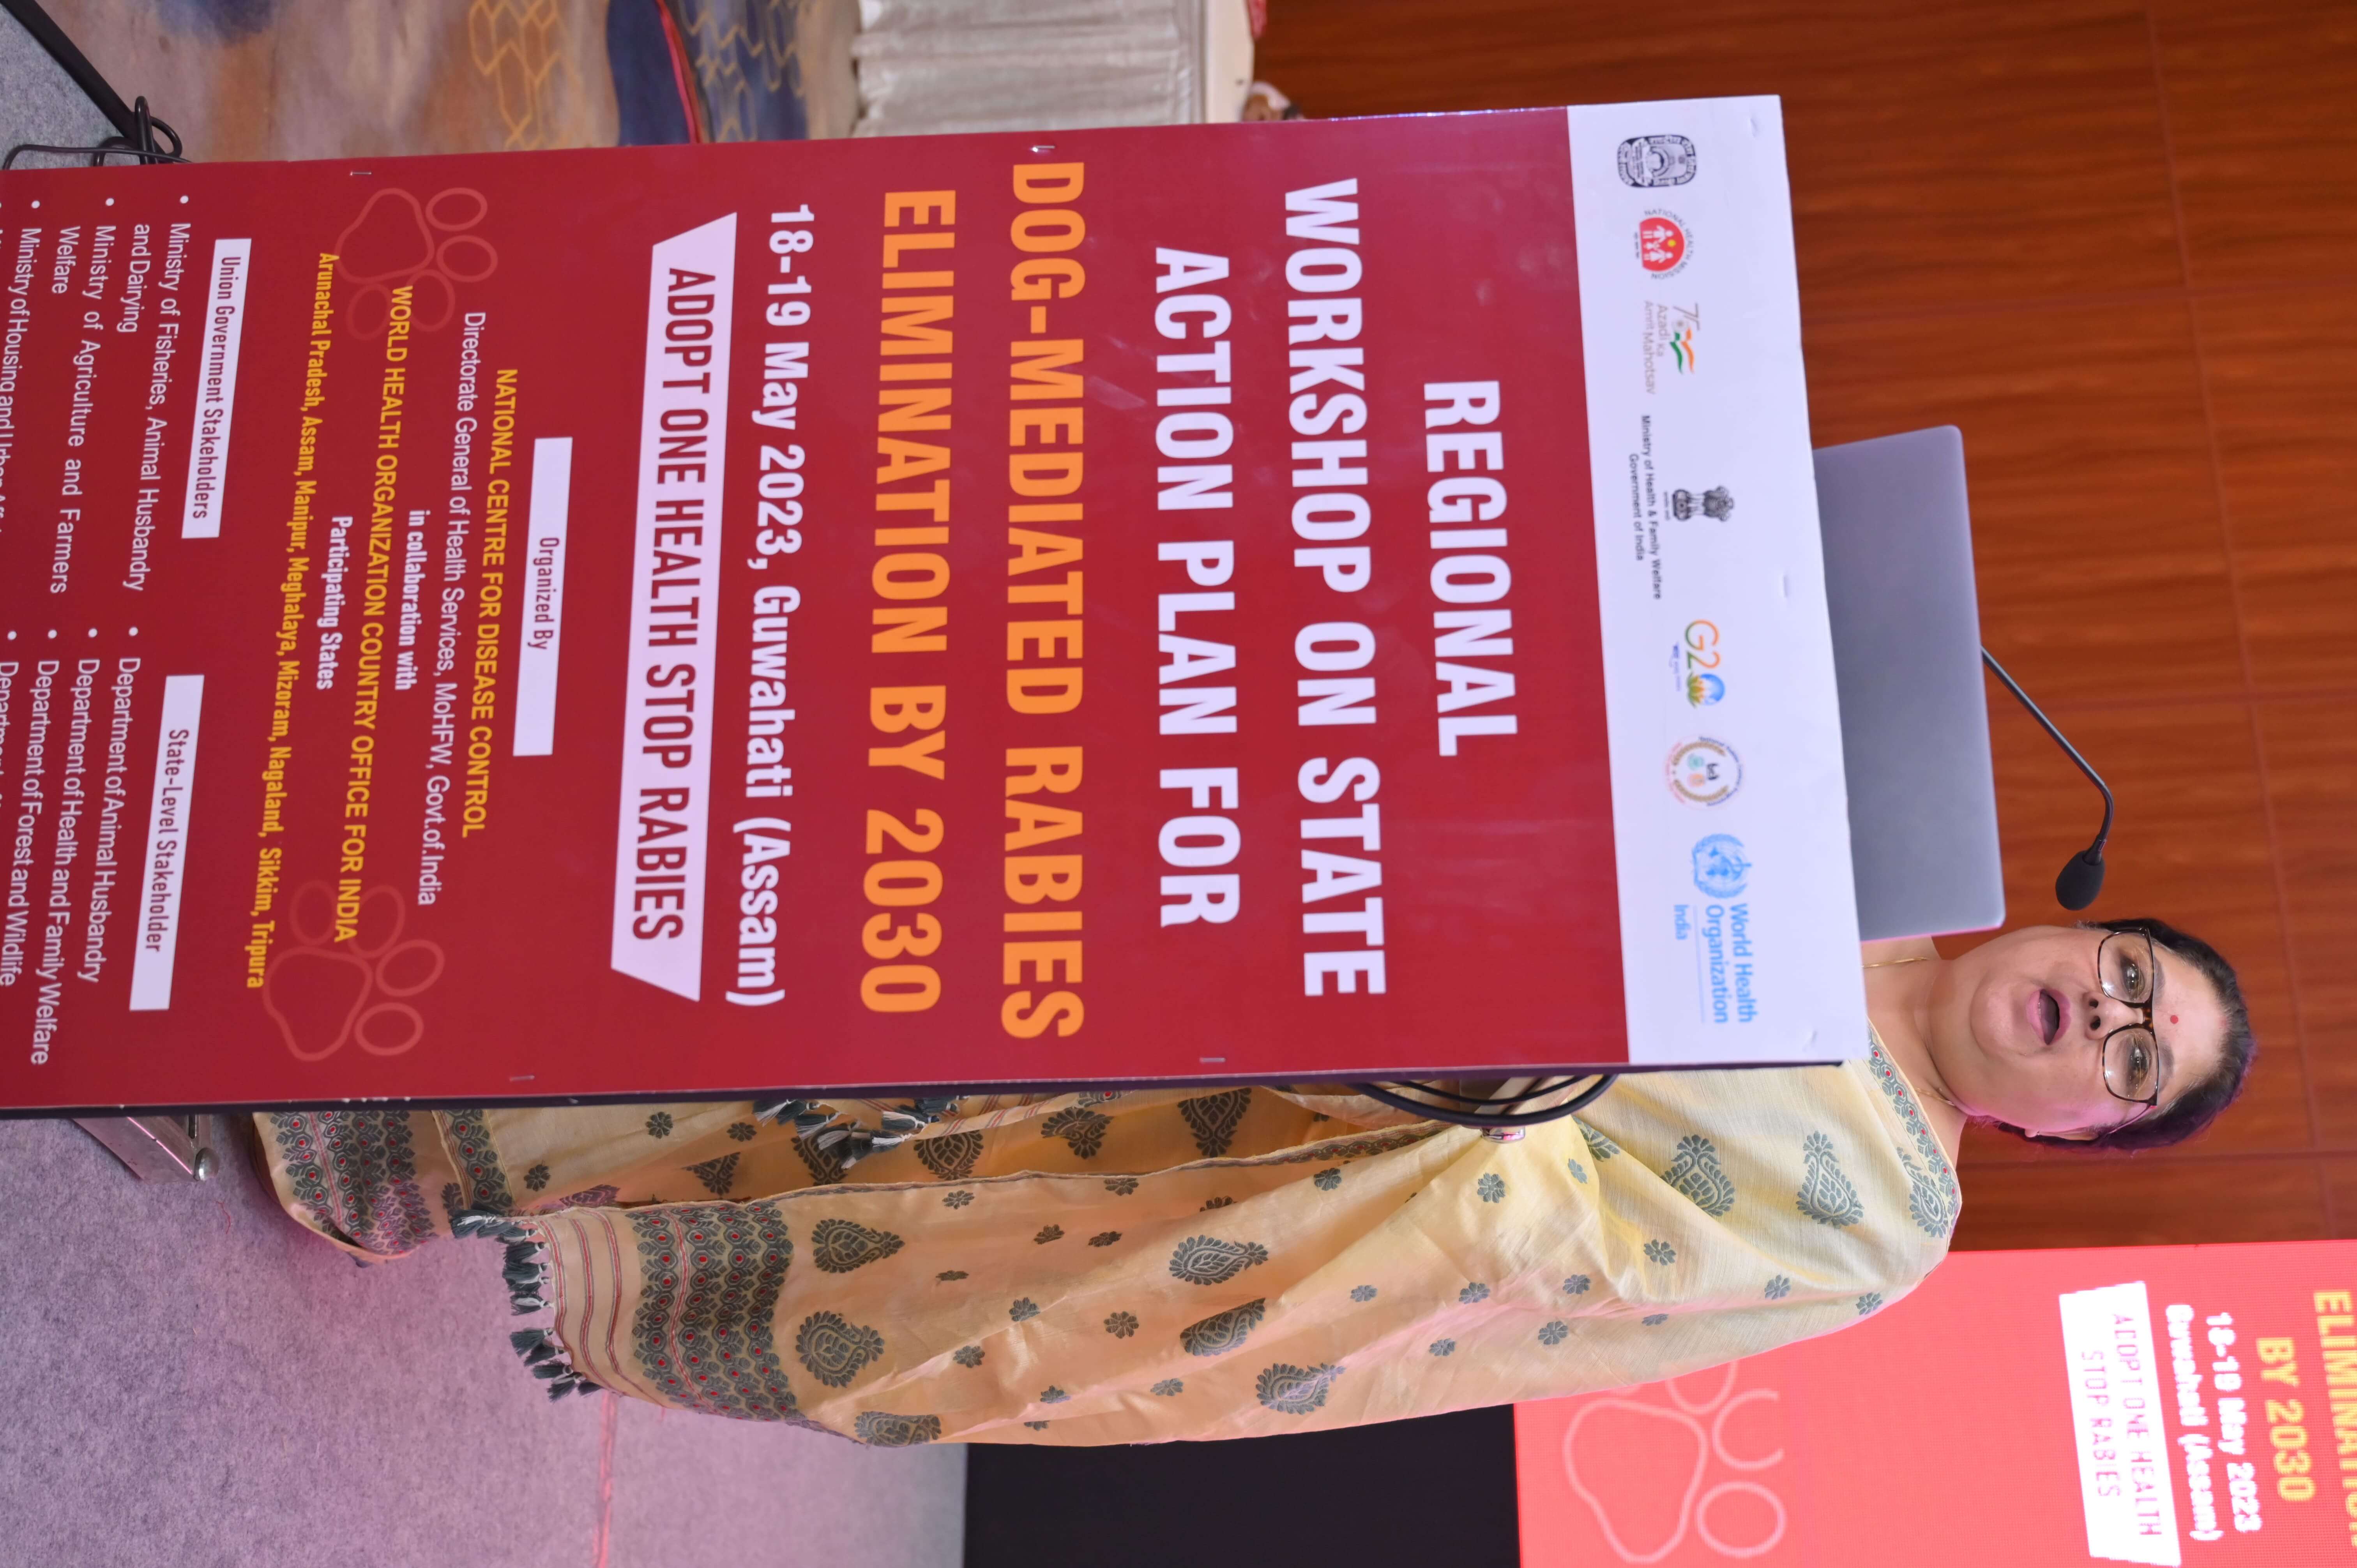 NATIONAL HEALTH MISSION
Azadi Ka
Amrit Mahotsav
Ministry of Health & Family Welfare
Government of India
G20
World Health
Organization
India
REGIONAL
WORKSHOP ON STATE
ACTION PLAN FOR
DOG-MEDIATED RABIES
ELIMINATION BY 2030
18-19 May 2023, Guwahati (Assam)
ADOPT ONE HEALTH STOP RABIES
Organized By
NATIONAL CENTRE FOR DISEASE CONTROL
Directorate General of Health Services, MoHFW, Govt.of.India
in collaboration with
WORLD HEALTH ORGANIZATION COUNTRY OFFICE FOR INDIA
Participating States
Arunachal Pradesh, Assam, Manipur, Meghalaya, Mizoram, Nagaland, Sikkim, Tripura
Union Government Stakeholders
• Ministry of Fisheries, Animal Husbandry
and Dairying
• Ministry of Agriculture and Farmers
Welfare
• Ministry of Housing and Urban
State-Level Stakeholder
• Department of Animal Husbandry
• Department of Health and Family Welfare
• Department of Forest and Wildlife
ELIMINATION
BY 2030
18-19 May 2023
Guwahati (Assam)
ADOPT ONE HEALTH
STOP RABIES